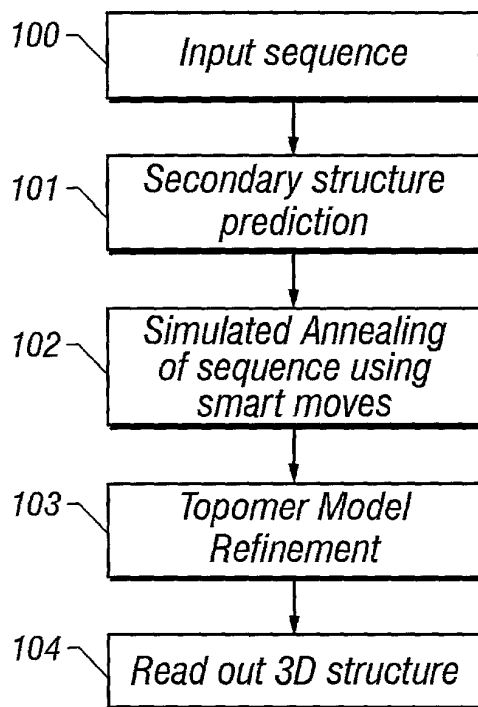 100
Input sequence
101
Secondary structure
prediction
102
Simulated Annealing
of sequence using
smart moves
103
Topomer Model
Refinement
104
Read out 3D structure